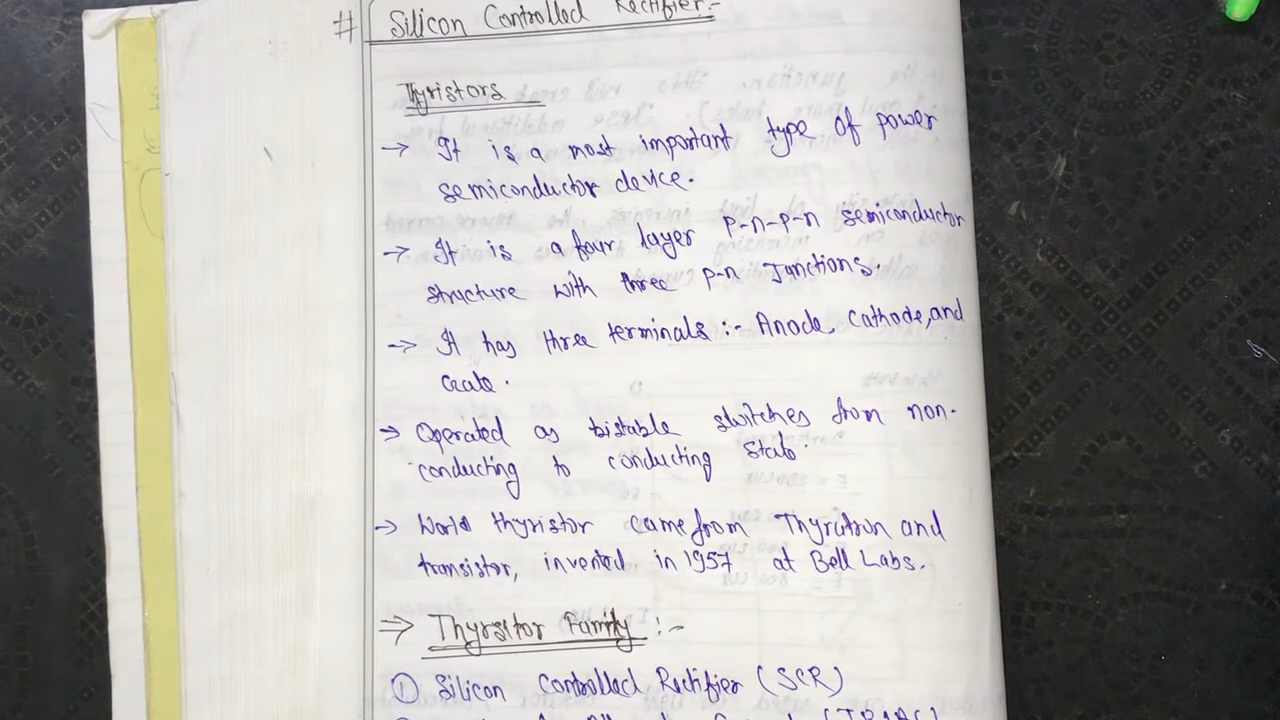 # Silicon Controlled Rectifier:-
Thyristors
→ It is a most important type of power
semiconductor device.
→ It is a four layer P-n-p-n semiconductor
structure with three p-n Junctions.
→ It has three terminals :- Anode, Cathode, and
Gate.
→ Operated as bistable switches from non-
conducting to conducting state.
→ World thyristor came from Thyratron and
transistor, invented in 1957 at Bell Labs.
⇒ Thyrsitor Family :-
① Silicon Controlled Rectifier (SCR)
(TRIAC)